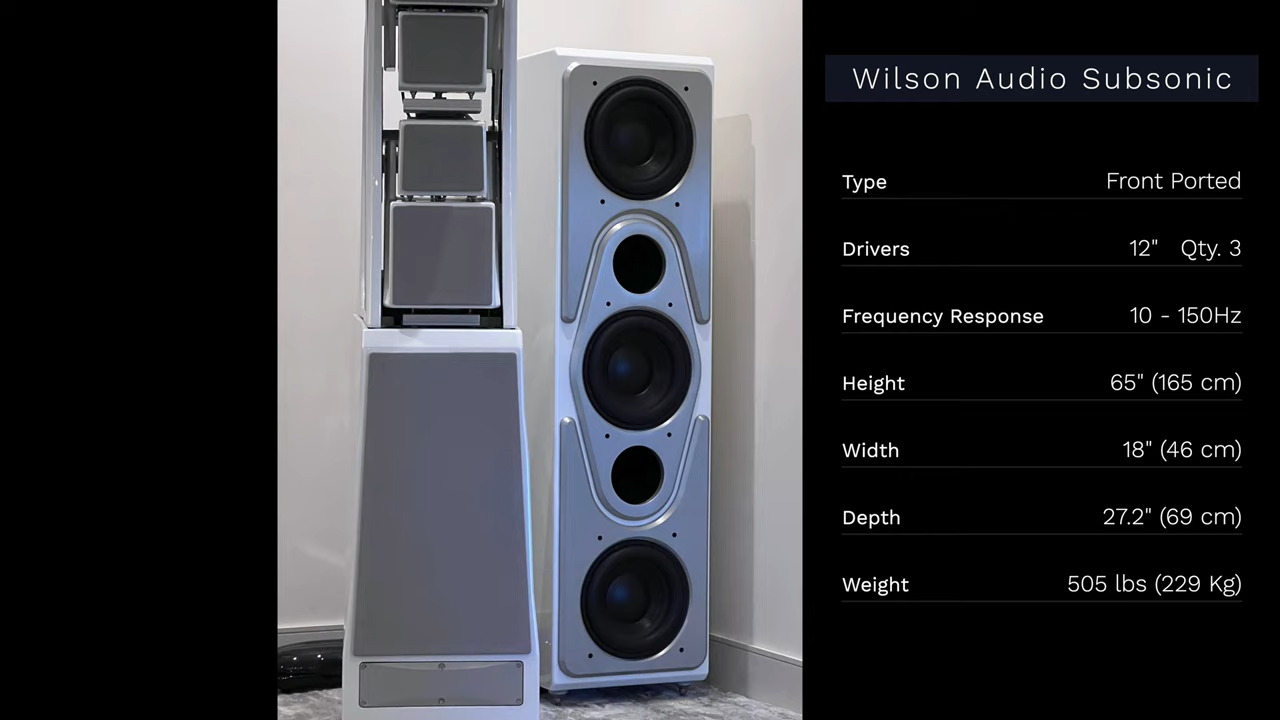 Wilson Audio Subsonic
Type Front Ported
Drivers 12" Qty. 3
Frequency Response 10 - 150Hz
Height 65" (165 cm)
Width 18" (46 cm)
Depth 27.2" (69 cm)
Weight 505 lbs (229 Kg)